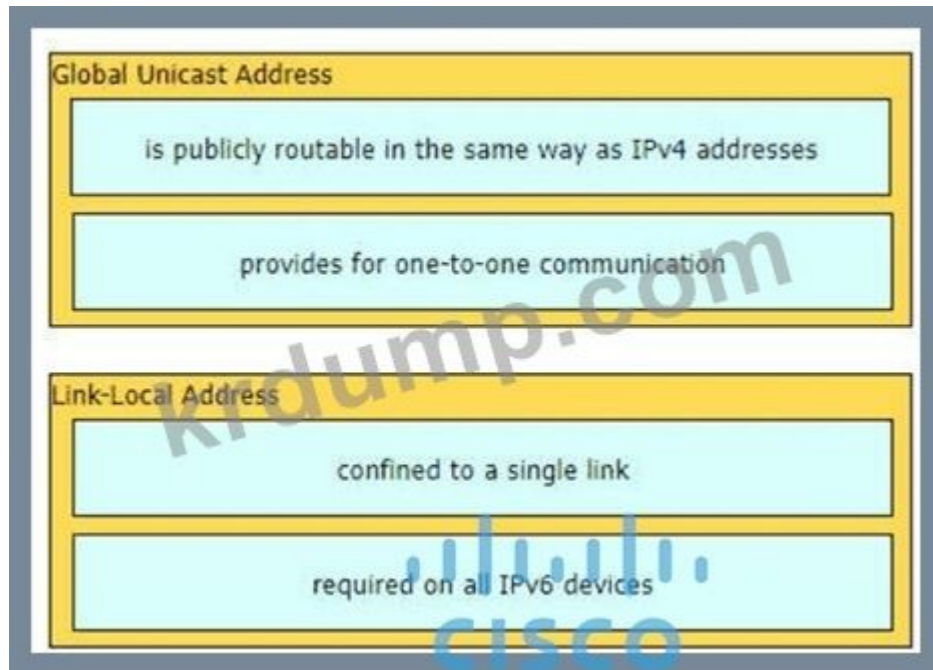 Global Unicast Address
is publicly routable in the same way as IPv4 addresses
provides for one-to-one communication
krdump.com
Link-Local Address
confined to a single link
required on all IPv6 devices
CISCO